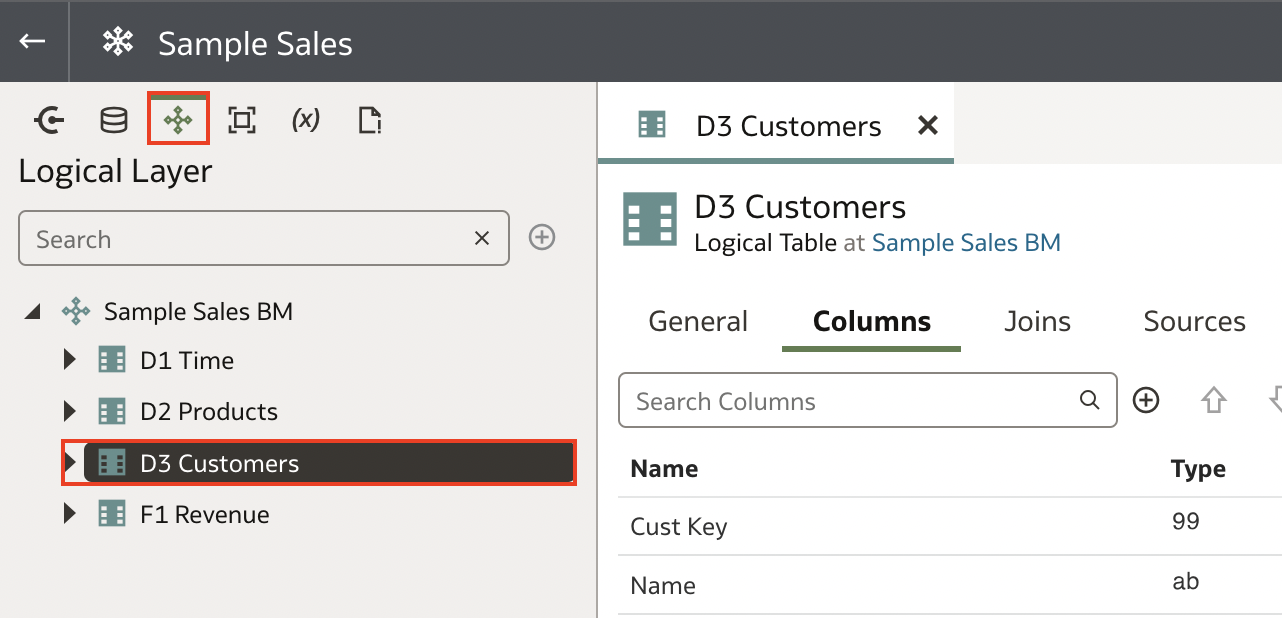 Sample Sales
(x)
Logical Layer
Search
Sample Sales BM
D1 Time
D2 Products
D3 Customers
F1 Revenue
D3 Customers
D3 Customers
Logical Table at Sample Sales BM
General Columns Joins Sources
Search Columns
Name Type
Cust Key 99
Name ab